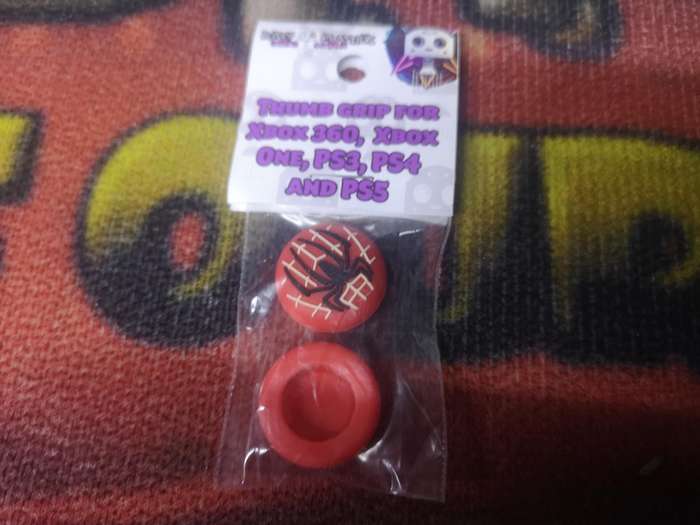 Thumb grip for
Xbox 360, Xbox
One, PS3, PS4
and PS5